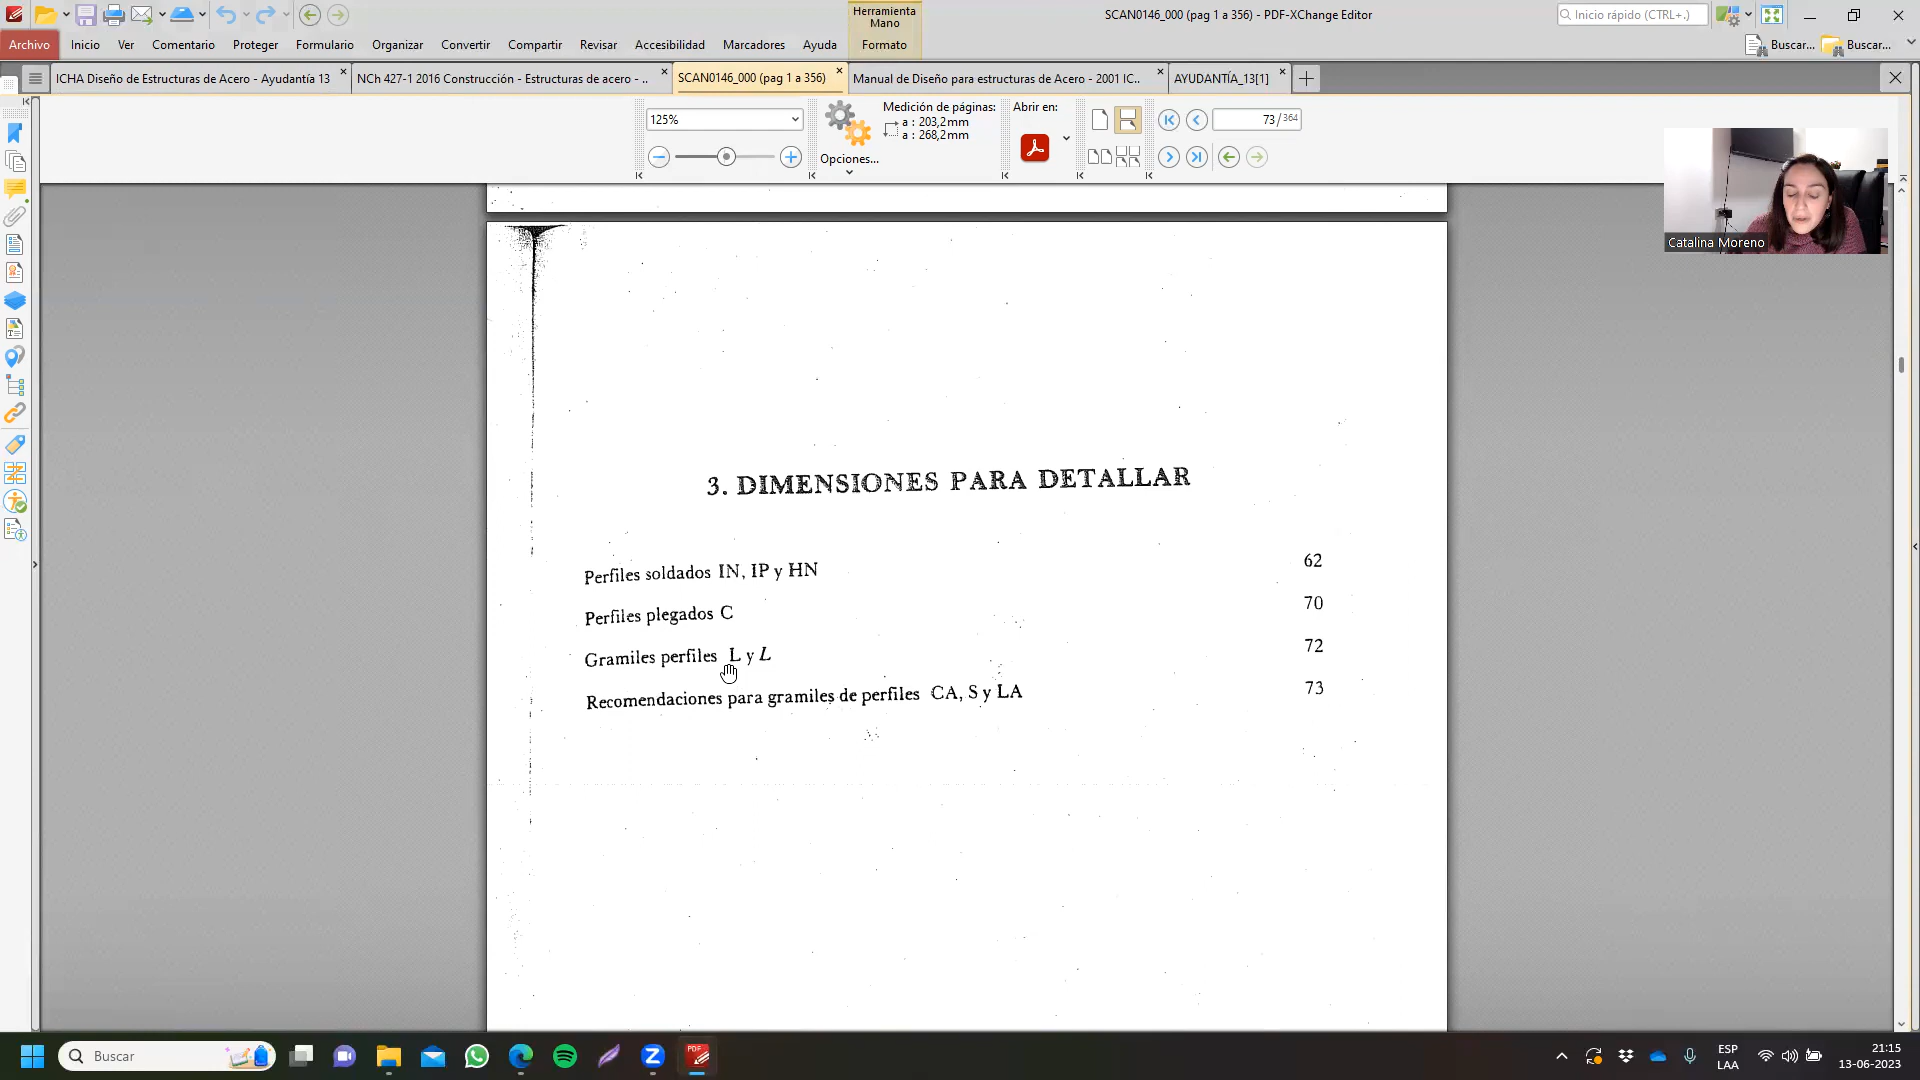 Herramienta
Mano
SCAN0146_000 (pag 1 a 356) - PDF-XChange Editor
Inicio rápido (CTRL+.)
Archivo Inicio Ver Comentario Proteger Formulario Organizar Convertir Compartir Revisar Accesibilidad Marcadores Ayuda Formato Buscar... Buscar...
ICHA Diseño de Estructuras de Acero - Ayudantía 13
NCh 427-1 2016 Construcción - Estructuras de acero - ..
SCAN0146_000 (pag 1 a 356)
Manual de Diseño para estructuras de Acero - 2001 IC..
AYUDANTÍA_13[1]
125%
Opciones...
Medición de páginas:
a : 203,2mm
a : 268,2mm
Abrir en:
73/364
Catalina Moreno
3. DIMENSIONES PARA DETALLAR
Perfiles soldados IN, IP y HN 62
Perfiles plegados C 70
Gramiles perfiles L y L 72
Recomendaciones para gramiles de perfiles CA, S y LA 73
Buscar
PDF
ESP
LAA
21:15
13-06-2023